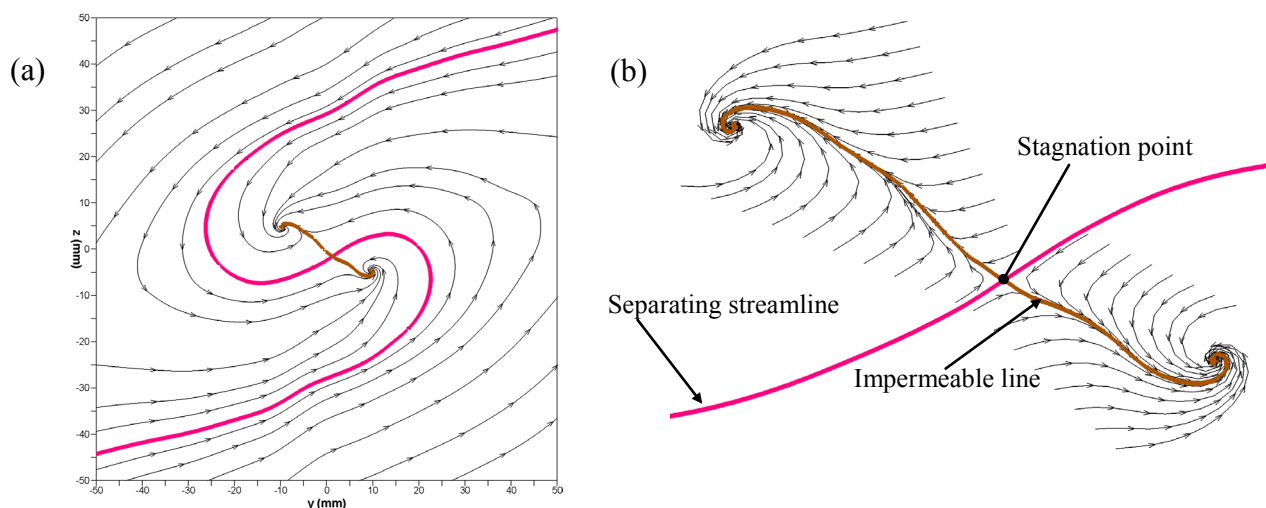 (a)
50
40
30
20
10
0
-10
-20
-30
-40
-50
z (mm)
-50 -40 -30 -20 -10 0 10 20 30 40 50
y (mm)
(b)
Stagnation point
Separating streamline
Impermeable line